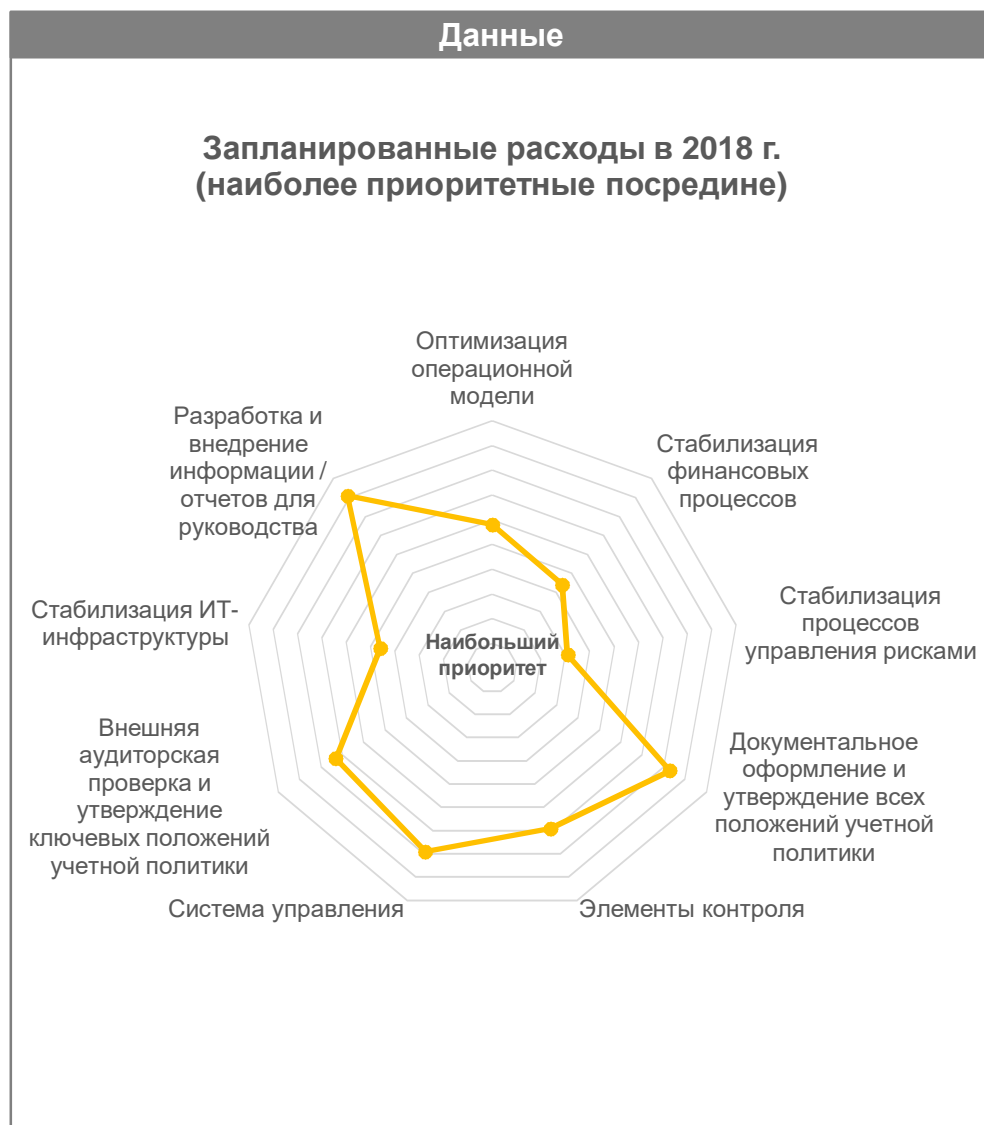 Данные
Запланированные расходы в 2018 г.
(наиболее приоритетные посредине)
Оптимизация
операционной
модели
Стабилизация
финансовых
процессов
Стабилизация
процессов
управления рисками
Документальное
оформление и
утверждение всех
положений учетной
политики
Элементы контроля
Система управления
Внешняя
аудиторская
проверка и
утверждение
ключевых положений
учетной политики
Стабилизация ИТ-
инфраструктуры
Разработка и
внедрение
информации /
отчетов для
руководства
Наибольший
приоритет